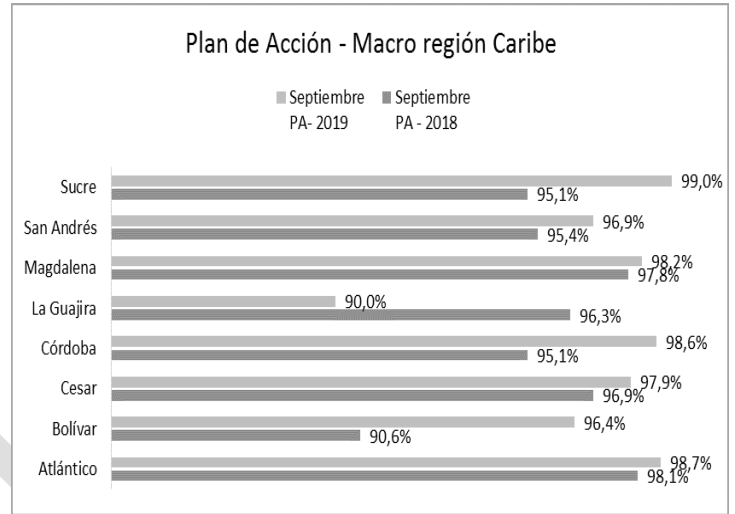 Plan de Acción - Macro región Caribe
Septiembre PA- 2019
Septiembre PA - 2018
Sucre
99,0%
95,1%
San Andrés
96,9%
95,4%
Magdalena
98,2%
97,8%
La Guajira
90,0%
96,3%
Córdoba
98,6%
95,1%
Cesar
97,9%
96,9%
Bolívar
96,4%
90,6%
Atlántico
98,7%
98,1%